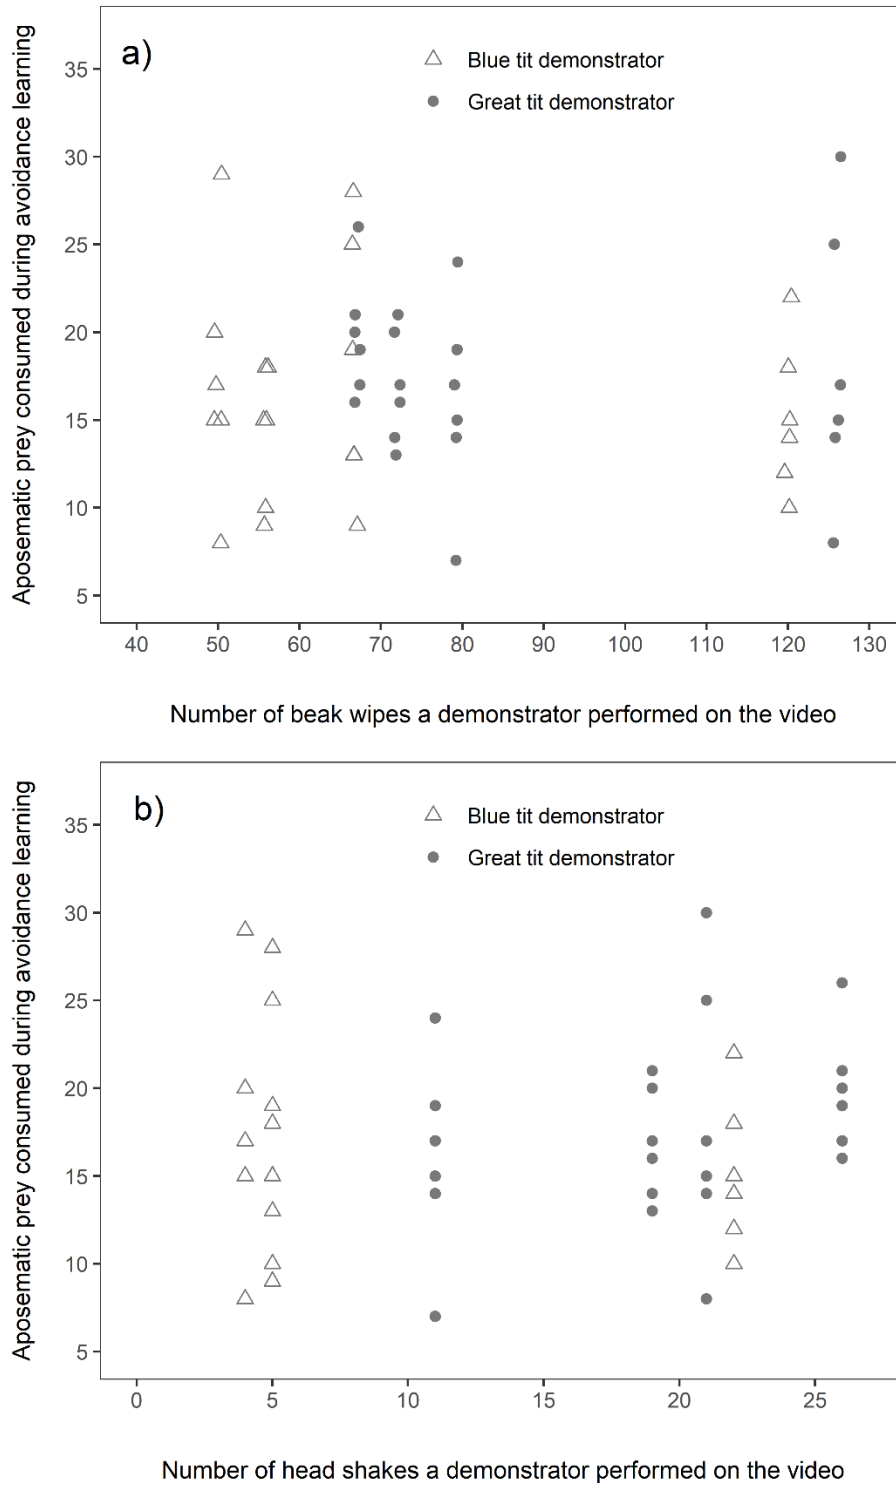 a)
Blue tit demonstrator
Great tit demonstrator
Aposematic prey consumed during avoidance learning
35
30
25
20
15
10
5
40 50 60 70 80 90 100 110 120 130
Number of beak wipes a demonstrator performed on the video
b)
Blue tit demonstrator
Great tit demonstrator
Aposematic prey consumed during avoidance learning
35
30
25
20
15
10
5
0 5 10 15 20 25
Number of head shakes a demonstrator performed on the video